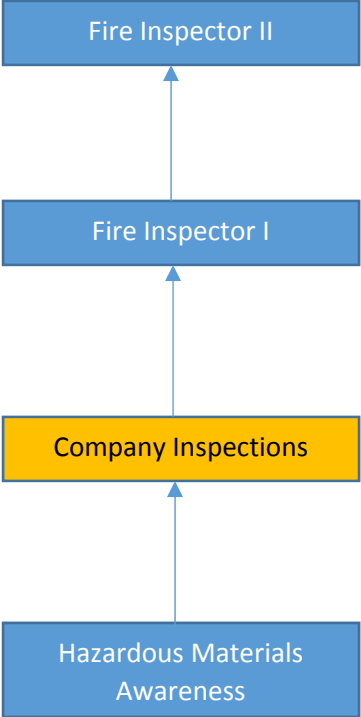 Fire Inspector II
Fire Inspector I
Company Inspections
Hazardous Materials
Awareness